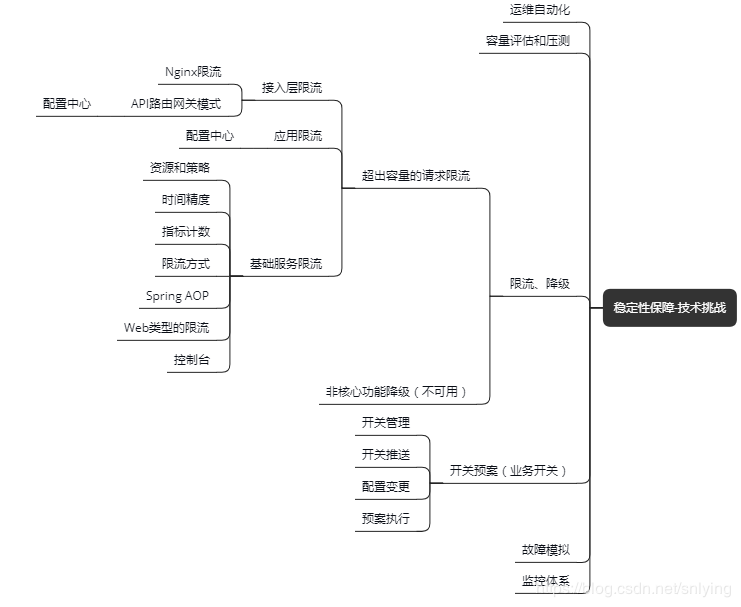 运维自动化
容量评估和压测
Nginx限流
接入层限流
配置中心
API路由网关模式
配置中心
应用限流
资源和策略
超出容量的请求限流
时间精度
指标计数
限流方式
基础服务限流
限流、降级
Spring AOP
稳定性保障-技术挑战
Web类型的限流
控制台
非核心功能降级（不可用）
开关管理
开关推送
开关预案（业务开关）
配置变更
预案执行
故障模拟
监控体系
https://blog.csdn.net/snlying